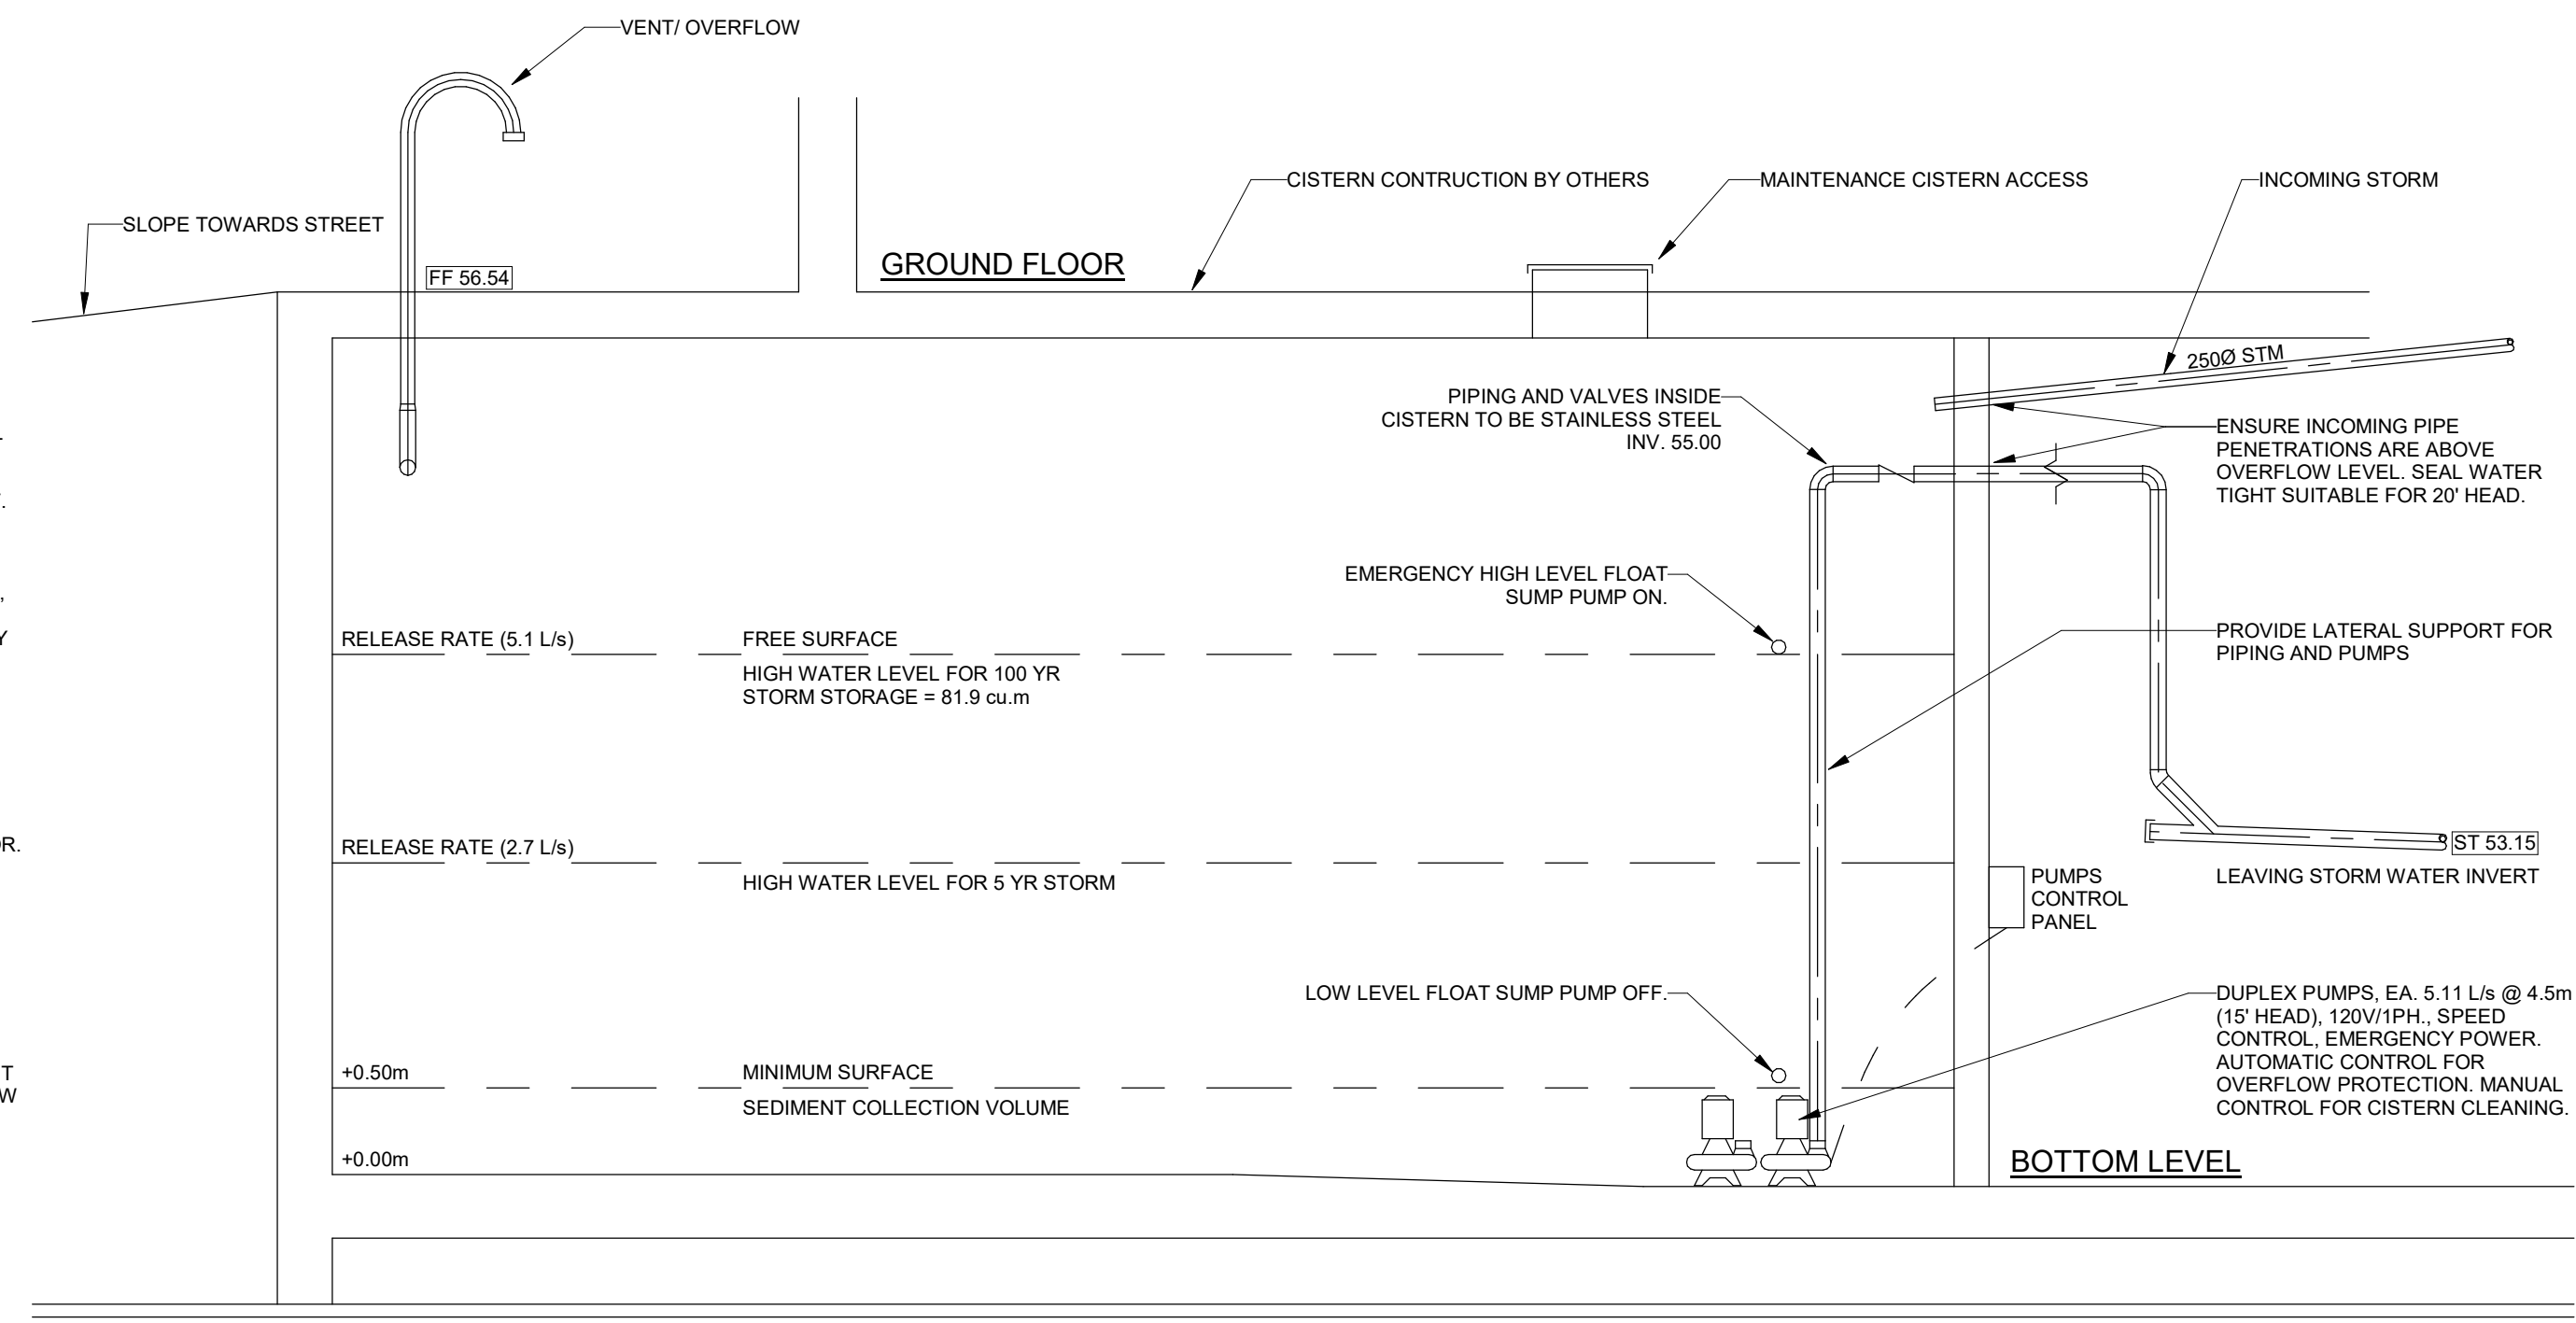 VENT/ OVERFLOW
CISTERN CONTRUCTION BY OTHERS
MAINTENANCE CISTERN ACCESS
INCOMING STORM
SLOPE TOWARDS STREET
GROUND FLOOR
FF 56.54
250Ø STM
PIPING AND VALVES INSIDE
CISTERN TO BE STAINLESS STEEL
INV. 55.00
ENSURE INCOMING PIPE
PENETRATIONS ARE ABOVE
OVERFLOW LEVEL. SEAL WATER
TIGHT SUITABLE FOR 20' HEAD.
EMERGENCY HIGH LEVEL FLOAT
SUMP PUMP ON.
RELEASE RATE (5.1 L/s)
FREE SURFACE
HIGH WATER LEVEL FOR 100 YR
STORM STORAGE = 81.9 cu.m
PROVIDE LATERAL SUPPORT FOR
PIPING AND PUMPS
Y
OR.
RELEASE RATE (2.7 L/s)
HIGH WATER LEVEL FOR 5 YR STORM
ST 53.15
LEAVING STORM WATER INVERT
PUMPS
CONTROL
PANEL
LOW LEVEL FLOAT SUMP PUMP OFF.
DUPLEX PUMPS, EA. 5.11 L/s @ 4.5m
(15' HEAD), 120V/1PH., SPEED
CONTROL, EMERGENCY POWER.
AUTOMATIC CONTROL FOR
OVERFLOW PROTECTION. MANUAL
CONTROL FOR CISTERN CLEANING.
T
W
+0.50m
MINIMUM SURFACE
SEDIMENT COLLECTION VOLUME
+0.00m
BOTTOM LEVEL